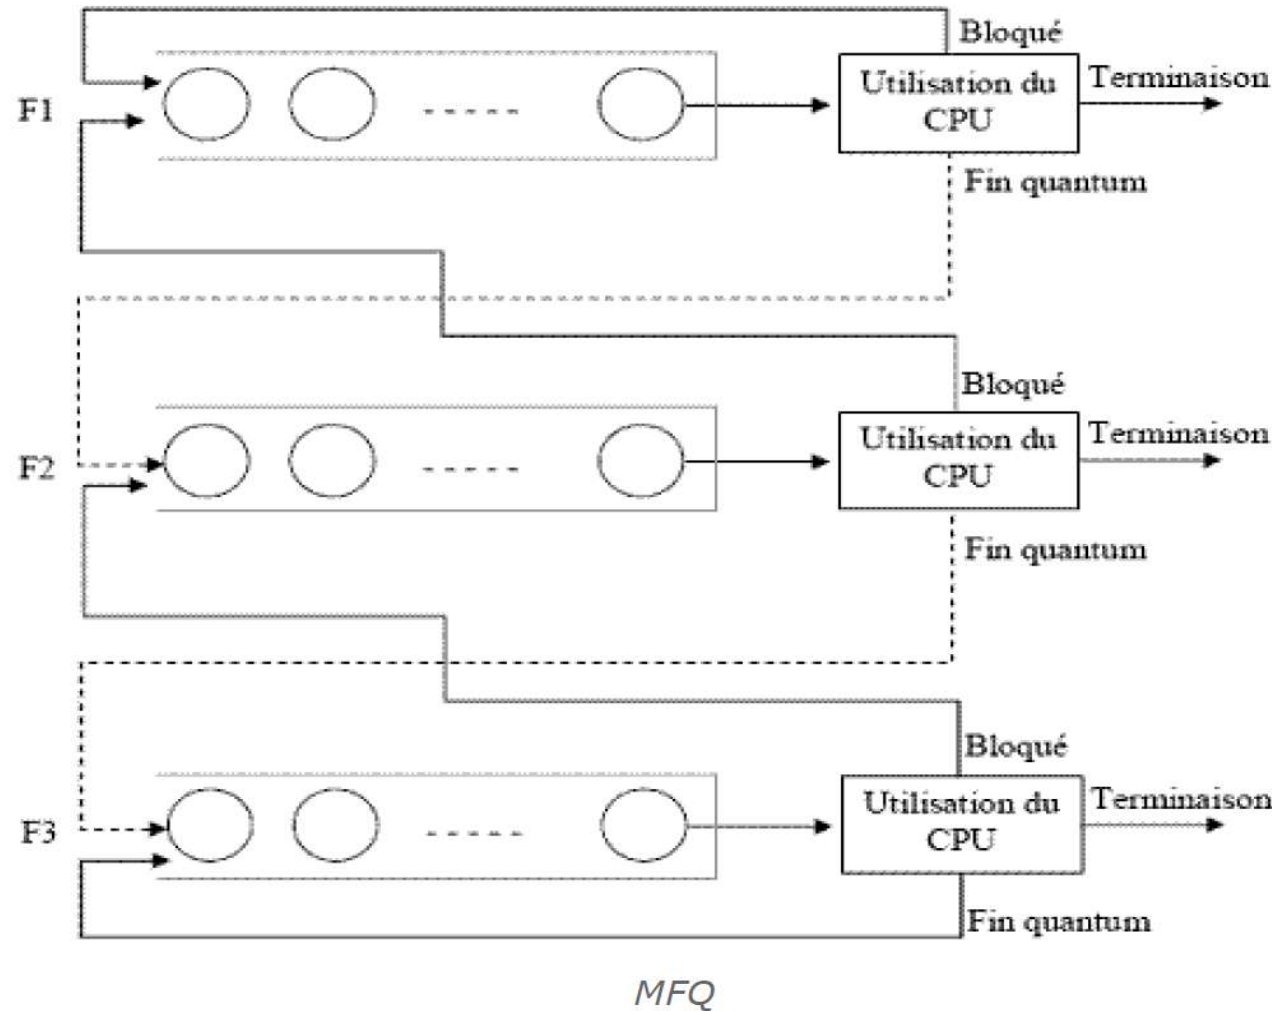 Bloqué
Utilisation du
CPU
Terminaison
F1
Fin quantum
Bloqué
Utilisation du
CPU
Terminaison
F2
Fin quantum
Bloqué
Utilisation du
CPU
Terminaison
F3
Fin quantum
MFQ